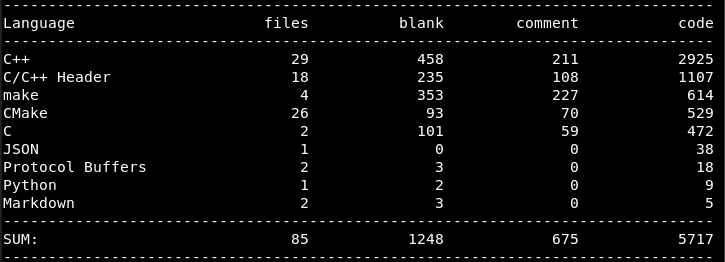 --------------------------------------------------------------------------------
Language                     files          blank        comment           code
--------------------------------------------------------------------------------
C++                             29            458            211           2925
C/C++ Header                    18            235            108           1107
make                             4            353            227            614
CMake                           26             93             70            529
C                                2            101             59            472
JSON                             1              0              0             38
Protocol Buffers                 2              3              0             18
Python                           1              2              0              9
Markdown                         2              3              0              5
--------------------------------------------------------------------------------
SUM:                            85           1248            675           5717
--------------------------------------------------------------------------------